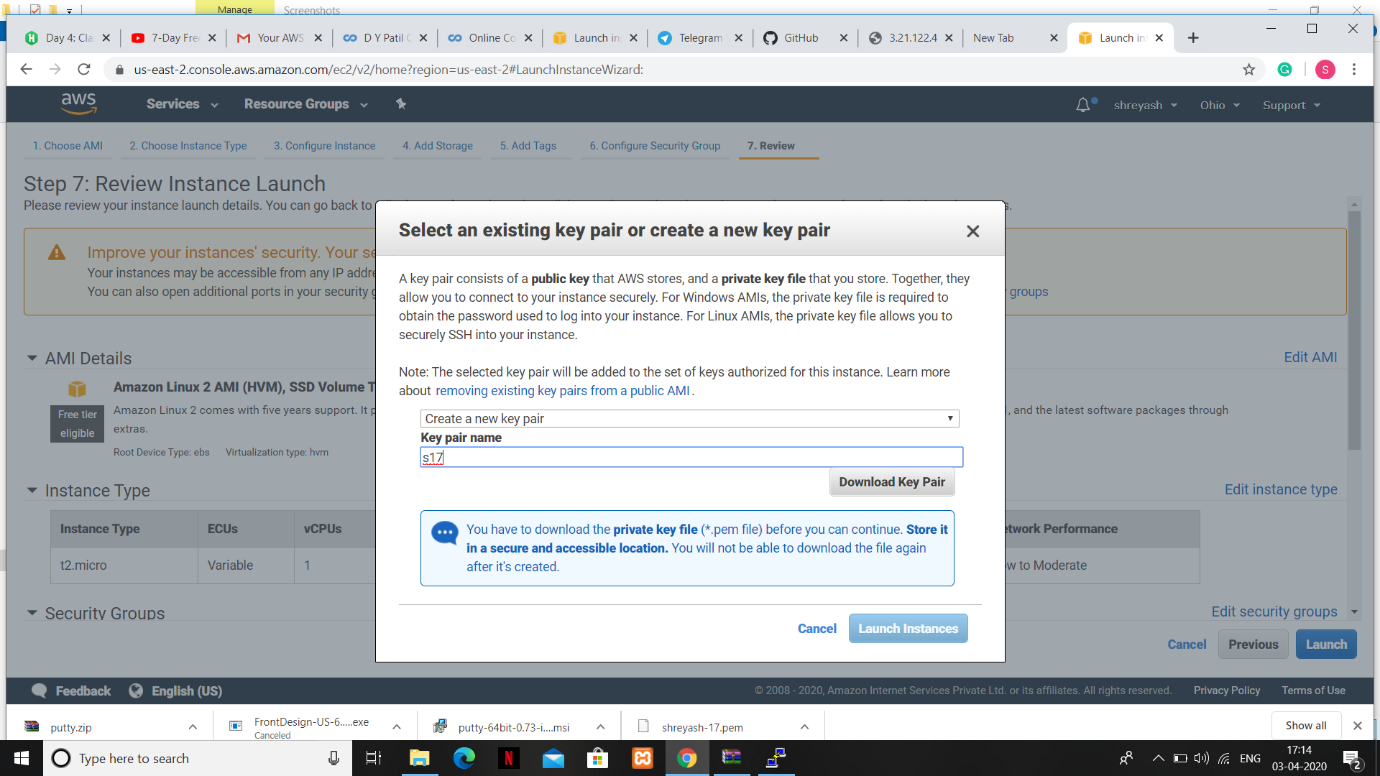 Manage
Screenshots
Day 4: Cla
7-Day Fre
Your AWS
D Y Patil
Online Co
Launch in
Telegram
GitHub
3.21.122.4
New Tab
Launch in
us-east-2.console.aws.amazon.com/ec2/v2/home?region=us-east-2#LaunchInstanceWizard:
S
aws
Services
Resource Groups
shreyash
Ohio
Support
1. Choose AMI
2. Choose Instance Type
3. Configure Instance
4. Add Storage
5. Add Tags
6. Configure Security Group
7. Review
Step 7: Review Instance Launch
Please review your instance launch details. You can go back to
s.
Improve your instances' security. Your se
Your instances may be accessible from any IP addre
You can also open additional ports in your security g
groups
Select an existing key pair or create a new key pair
A key pair consists of a public key that AWS stores, and a private key file that you store. Together, they
allow you to connect to your instance securely. For Windows AMIs, the private key file is required to
obtain the password used to log into your instance. For Linux AMIs, the private key file allows you to
securely SSH into your instance.
Note: The selected key pair will be added to the set of keys authorized for this instance. Learn more
about removing existing key pairs from a public AMI.
Create a new key pair
Key pair name
s17
Download Key Pair
You have to download the private key file (*.pem file) before you can continue. Store it
in a secure and accessible location. You will not be able to download the file again
after it's created.
Cancel
Launch Instances
AMI Details
Edit AMI
Amazon Linux 2 AMI (HVM), SSD Volume T
Free tier
eligible
Amazon Linux 2 comes with five years support. It p
, and the latest software packages through
extras.
Root Device Type: ebs
Virtualization type: hvm
Instance Type
Edit instance type
Instance Type
ECUs
vCPUs
twork Performance
t2.micro
Variable
1
w to Moderate
Security Groups
Edit security groups
Cancel
Previous
Launch
Feedback
English (US)
© 2008 - 2020, Amazon Internet Services Private Ltd. or its affiliates. All rights reserved.
Privacy Policy
Terms of Use
putty.zip
FrontDesign-US-6.....exe
Canceled
putty-64bit-0.73-i....msi
shreyash-17.pem
Show all
Type here to search
N
ENG
17:14
03-04-2020
2